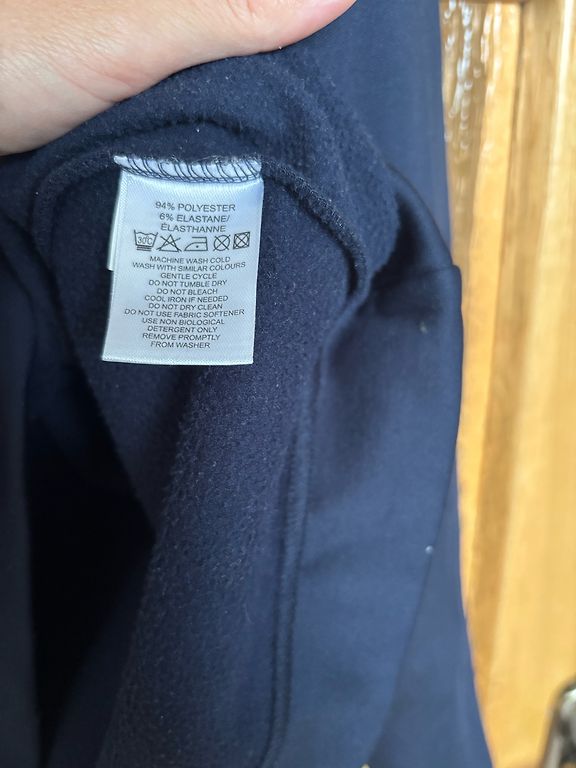 94% POLYESTER
6% ELASTANE/
ÉLASTHANNE
30°C
MACHINE WASH COLD
WASH WITH SIMILAR COLOURS
GENTLE CYCLE
DO NOT TUMBLE DRY
DO NOT BLEACH
COOL IRON IF NEEDED
DO NOT DRY CLEAN
DO NOT USE FABRIC SOFTENER
USE NON BIOLOGICAL
DETERGENT ONLY
REMOVE PROMPTLY
FROM WASHER